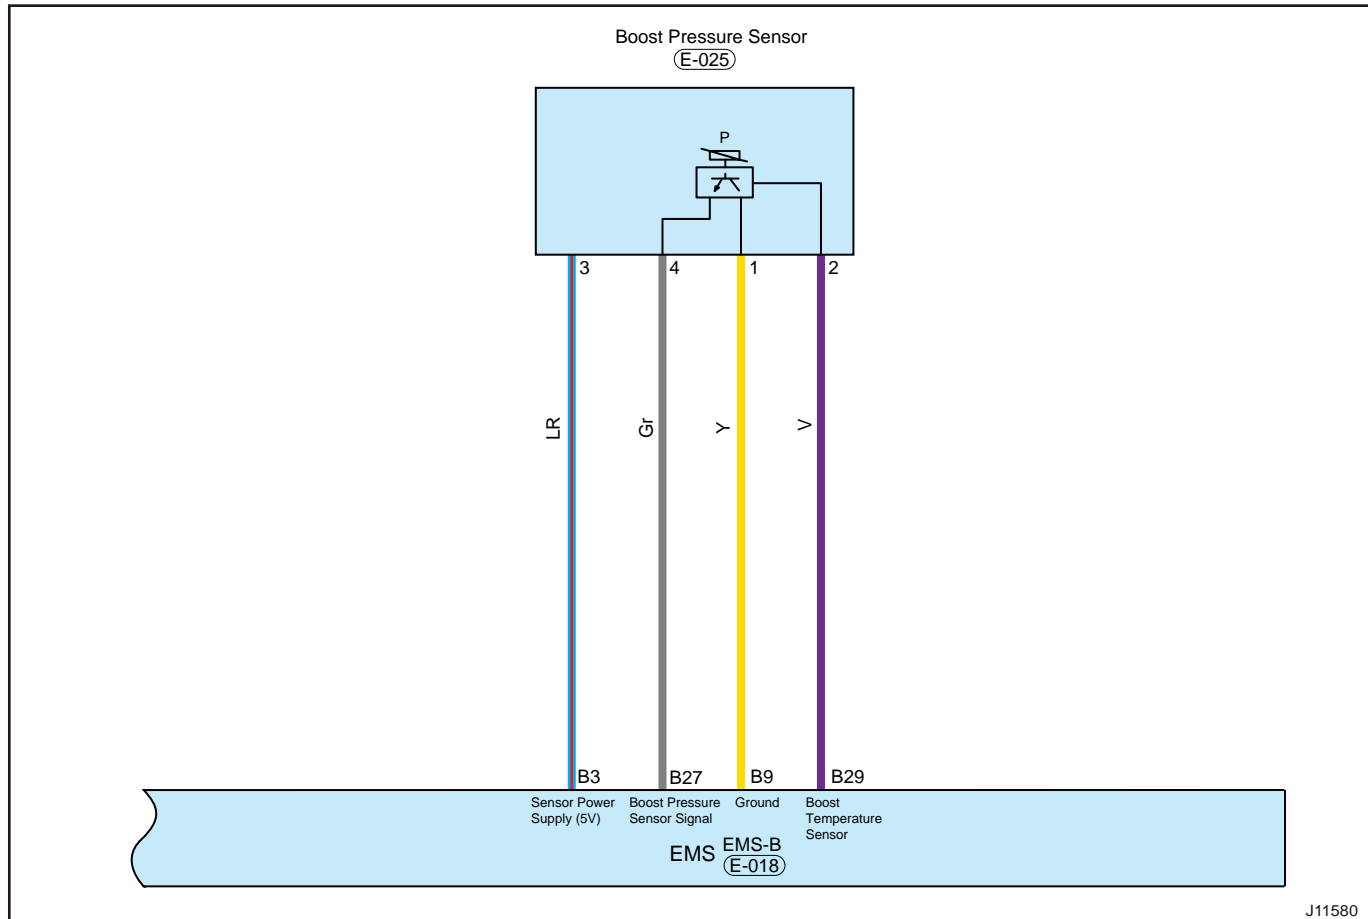 Boost Pressure Sensor
E-025
P
3
4
1
2
LR
Gr
Y
V
B3
B27
B9
B29
Sensor Power
Supply (5V)
Boost Pressure
Sensor Signal
Ground
Boost
Temperature
Sensor
EMS
EMS-B
E-018
J11580